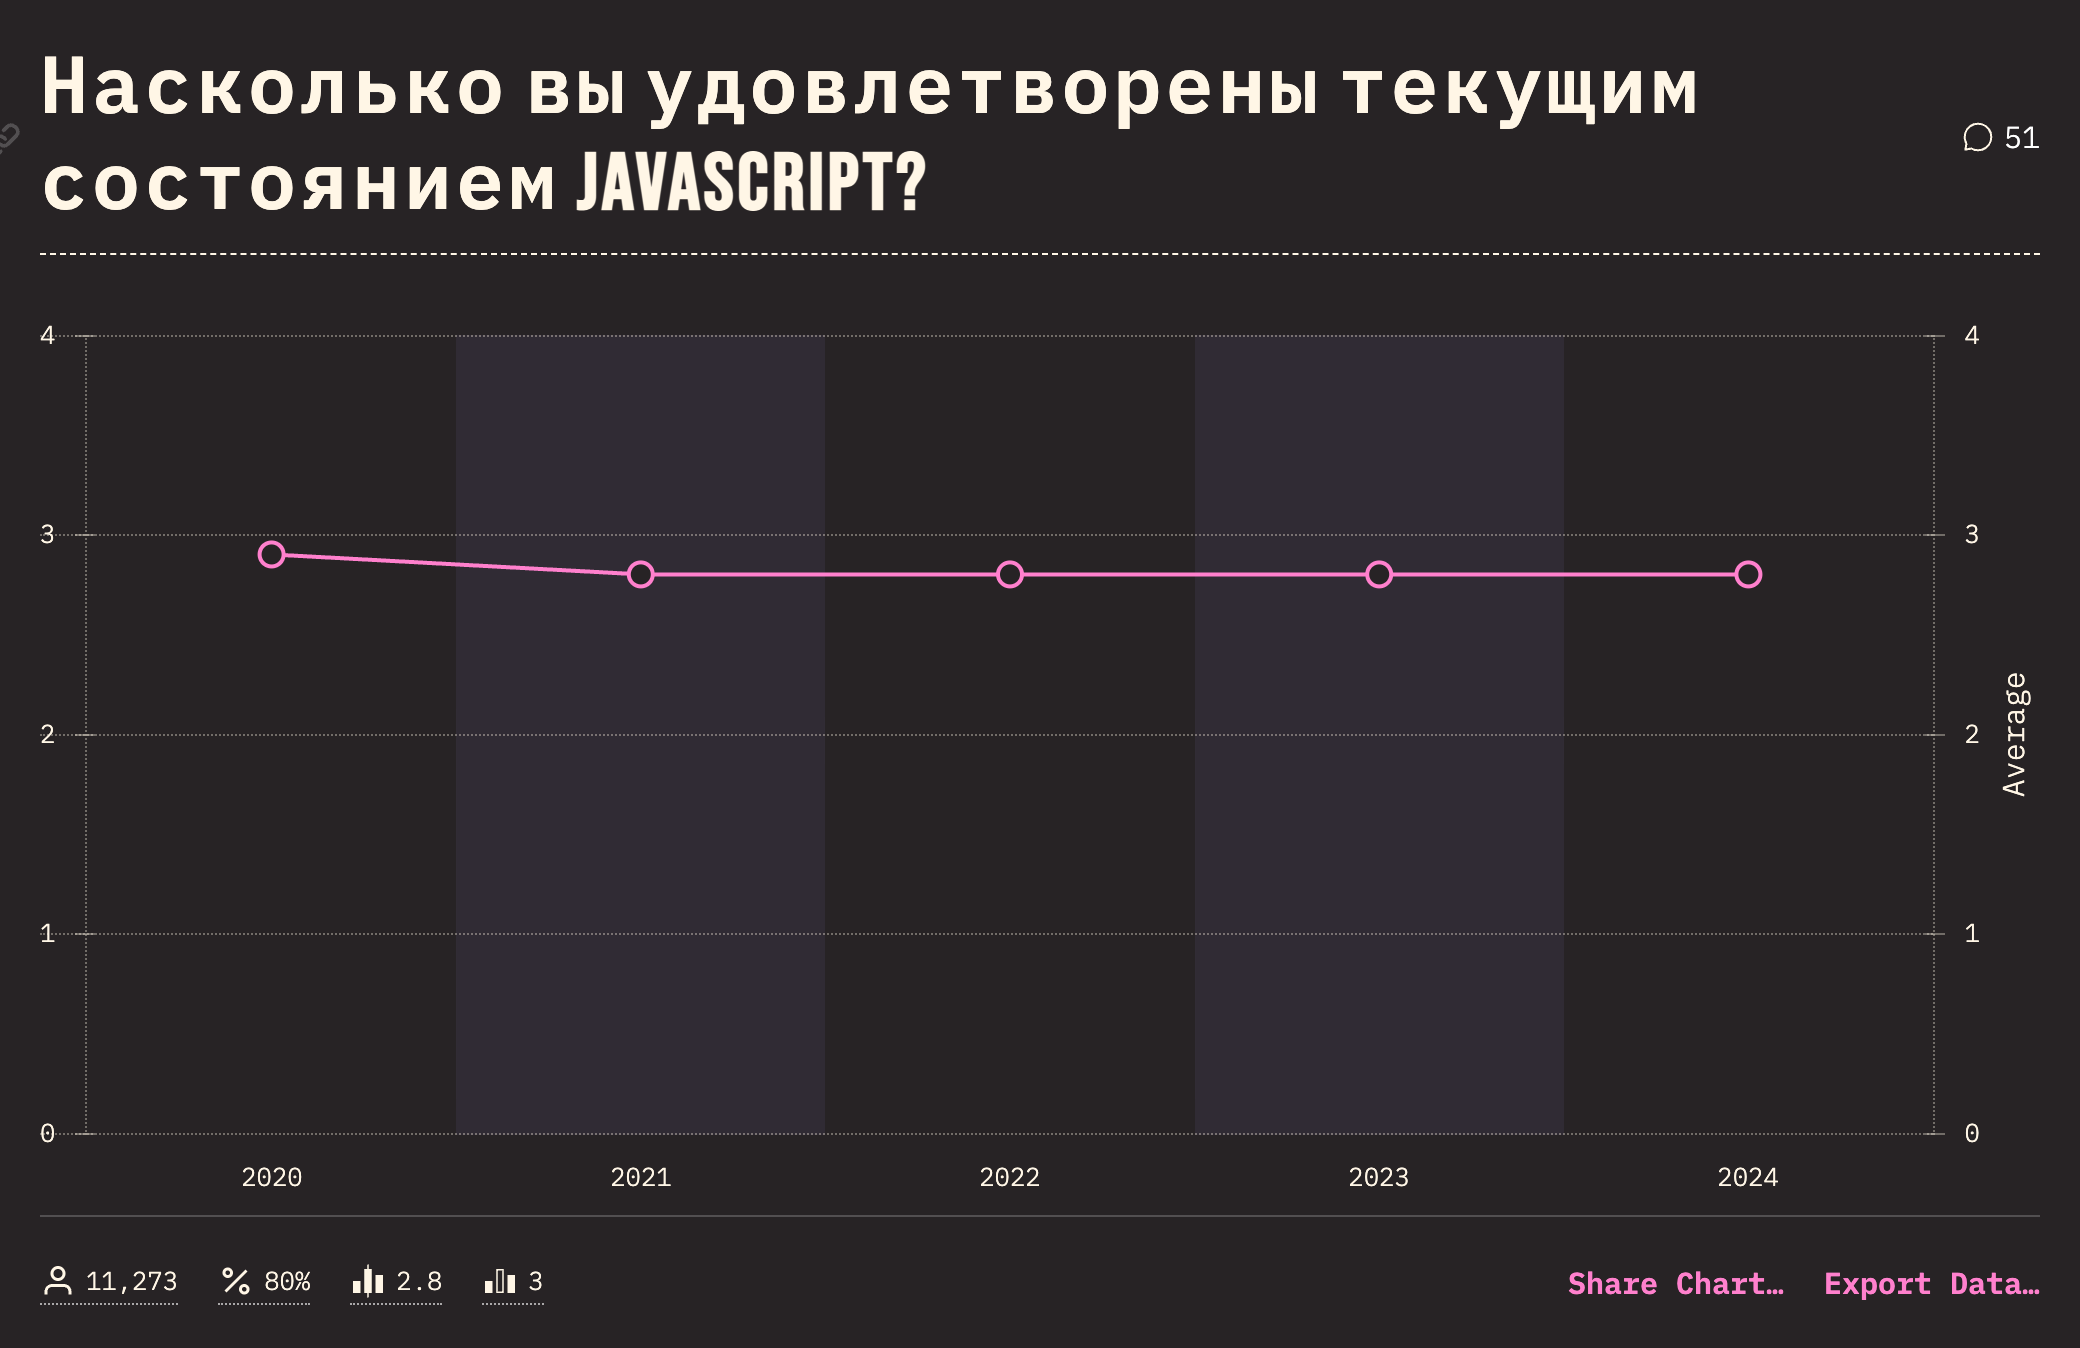 Насколько вы удовлетворены текущим
состоянием JAVASCRIPT?
51
4 4
3 3
2 2
1 1
0 0
Average
2020 2021 2022 2023 2024
11,273 80% 2.8 3 Share Chart… Export Data…